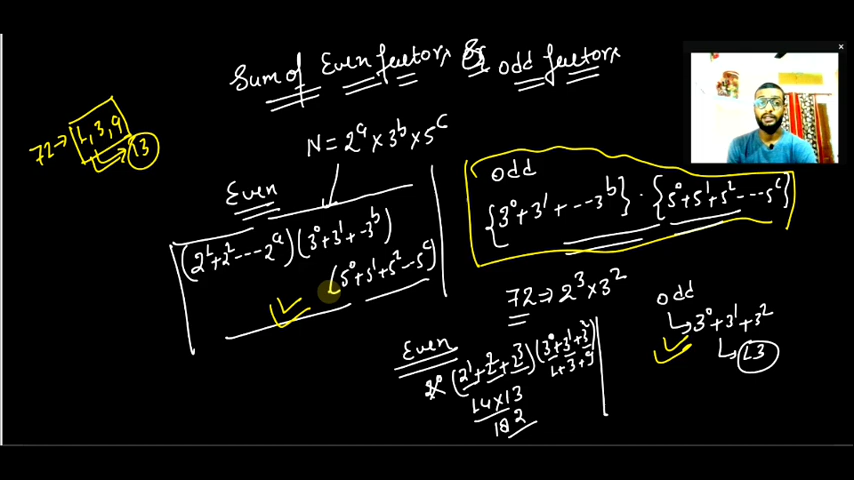 Sum of Even factors & odd factors
72→ 1, 3, 9
13
N = 2^a × 3^b × 5^c
Even
(2^1+2^2 ---- 2^a)(3^0+3^1+--3^b)
(5^0+5^1+5^2---5^c)
odd
{3^0+3^1+---3^b} · {5^0+5^1+5^2----5^c}
72 ⇒ 2^3 × 3^2
Even
(2^1+2^2+2^3)(3^0+3^1+3^2)
1+3+9
14×13
182
odd
3^0+3^1+3^2
13